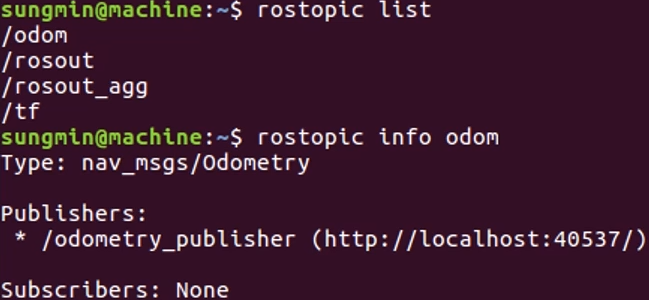 sungmin@machine:~$ rostopic list
/odom
/rosout
/rosout_agg
/tf
sungmin@machine:~$ rostopic info odom
Type: nav_msgs/Odometry
Publishers:
* /odometry_publisher (http://localhost:40537/)
Subscribers: None